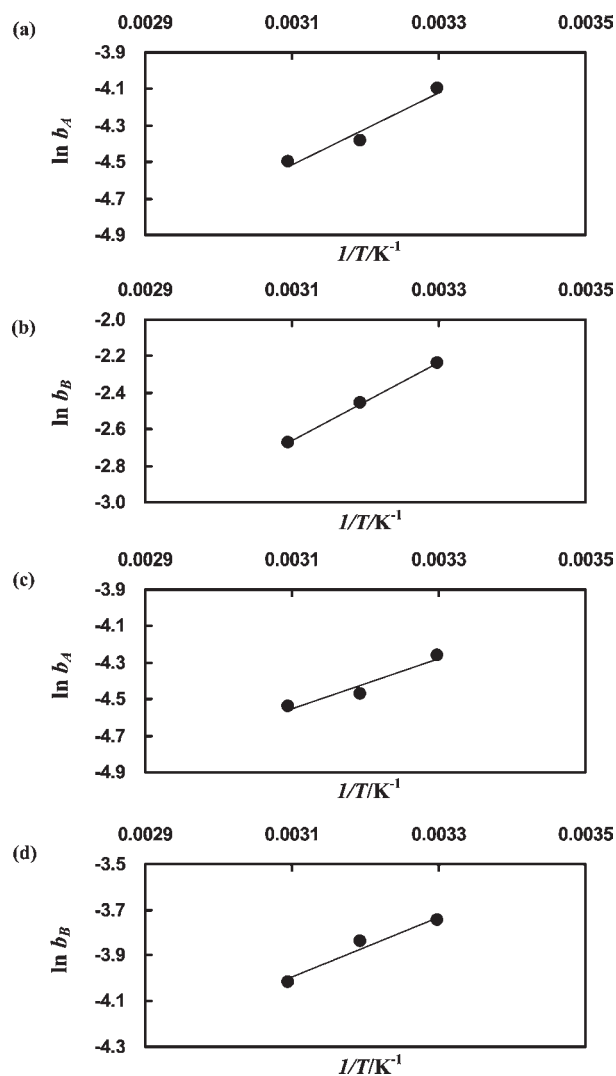 (a)
0.0029 0.0031 0.0033 0.0035
-3.9
-4.1
-4.3
-4.5
-4.7
-4.9
ln b_A
1/T/K⁻¹
(b)
0.0029 0.0031 0.0033 0.0035
-2.0
-2.2
-2.4
-2.6
-2.8
-3.0
ln b_B
1/T/K⁻¹
(c)
0.0029 0.0031 0.0033 0.0035
-3.9
-4.1
-4.3
-4.5
-4.7
-4.9
ln b_A
1/T/K⁻¹
(d)
0.0029 0.0031 0.0033 0.0035
-3.5
-3.7
-3.9
-4.1
-4.3
ln b_B
1/T/K⁻¹